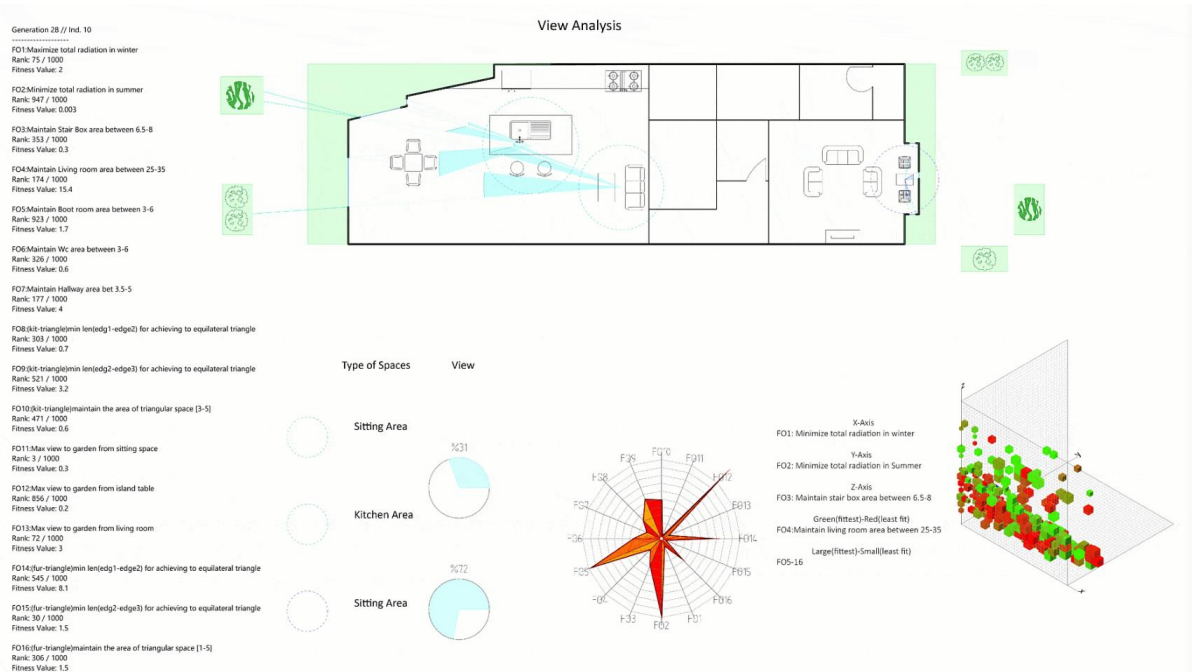 View Analysis
Generation 28 // Ind. 10
--------------------
FO1:Maximize total radiation in winter
Rank: 75 / 1000
Fitness Value: 2
FO2:Minimize total radiation in summer
Rank: 947 / 1000
Fitness Value: 0.003
FO3:Maintain Stair Box area between 6.5-8
Rank: 353 / 1000
Fitness Value: 0.3
FO4:Maintain Living room area between 25-35
Rank: 174 / 1000
Fitness Value: 15.4
FO5:Maintain Boot room area between 3-6
Rank: 923 / 1000
Fitness Value: 1.7
FO6:Maintain Wc area between 3-6
Rank: 326 / 1000
Fitness Value: 0.6
FO7:Maintain Hallway area bet 3.5-5
Rank: 177 / 1000
Fitness Value: 4
FO8:(kit-triangle)min len(edg1-edge2) for achieving to equilateral triangle
Rank: 303 / 1000
Fitness Value: 0.7
FO9:(kit-triangle)min len(edg2-edge3) for achieving to equilateral triangle
Rank: 521 / 1000
Fitness Value: 3.2
FO10:(kit-triangle)maintain the area of triangular space [3-5]
Rank: 471 / 1000
Fitness Value: 0.6
FO11:Max view to garden from sitting space
Rank: 3 / 1000
Fitness Value: 0.3
FO12:Max view to garden from island table
Rank: 856 / 1000
Fitness Value: 0.2
FO13:Max view to garden from living room
Rank: 72 / 1000
Fitness Value: 3
FO14:(fur-triangle)min len(edg1-edge2) for achieving to equilateral triangle
Rank: 545 / 1000
Fitness Value: 8.1
FO15:(fur-triangle)min len(edg2-edge3) for achieving to equilateral triangle
Rank: 30 / 1000
Fitness Value: 1.5
FO16:(fur-triangle)maintain the area of triangular space [1-5]
Rank: 306 / 1000
Fitness Value: 1.5
Type of Spaces View
Sitting Area
%31
Kitchen Area
%72
Sitting Area
FO10
FO11
FO12
FO13
FO14
FO15
FO16
FO1
FO2
FO3
FO4
FO5
FO6
FO7
FO8
FO9
X-Axis
FO1: Minimize total radiation in winter
Y-Axis
FO2: Minimize total radiation in Summer
Z-Axis
FO3: Maintain stair box area between 6.5-8
Green(fittest)-Red(least fit)
FO4:Maintain living room area between 25-35
Large(fittest)-Small(least fit)
FO5-16